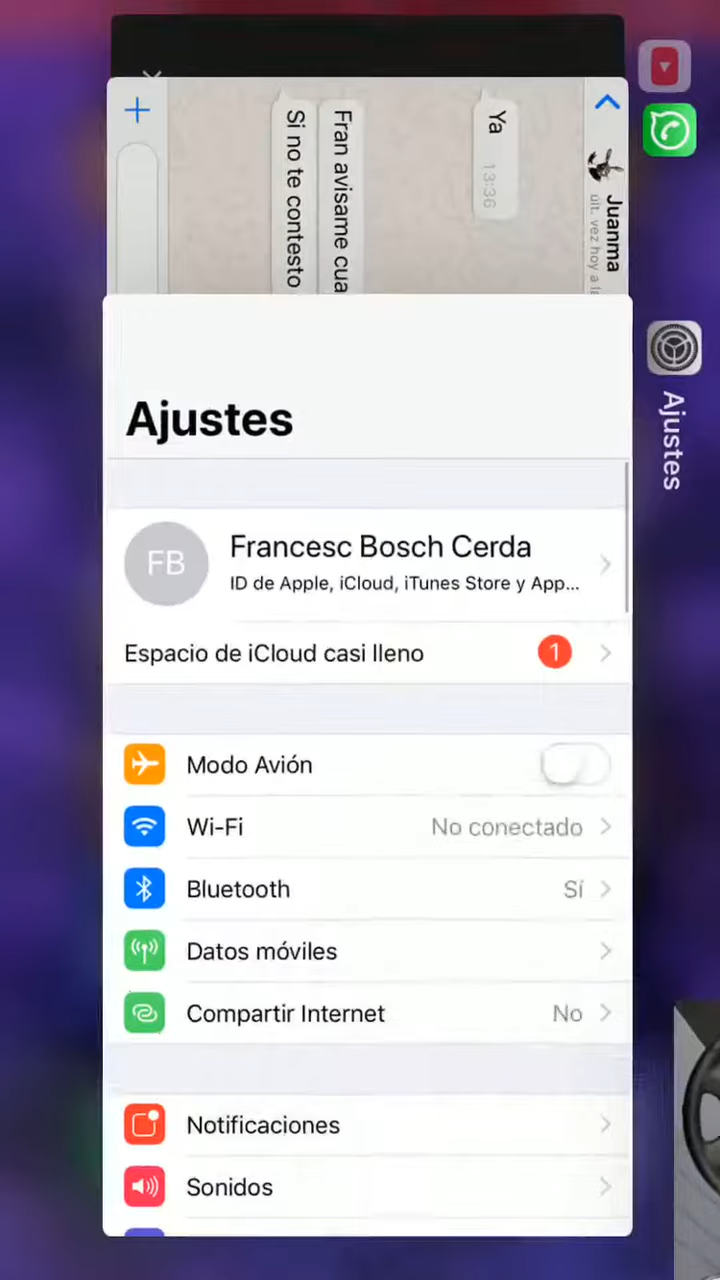 Juanma
últ. vez hoy a l
Ya 13:36
Fran avisame cua
Si no te contesto
Ajustes
Ajustes
FB
Francesc Bosch Cerda
ID de Apple, iCloud, iTunes Store y App...
Espacio de iCloud casi lleno 1
Modo Avión
Wi-Fi No conectado
Bluetooth Sí
Datos móviles
Compartir Internet No
Notificaciones
Sonidos